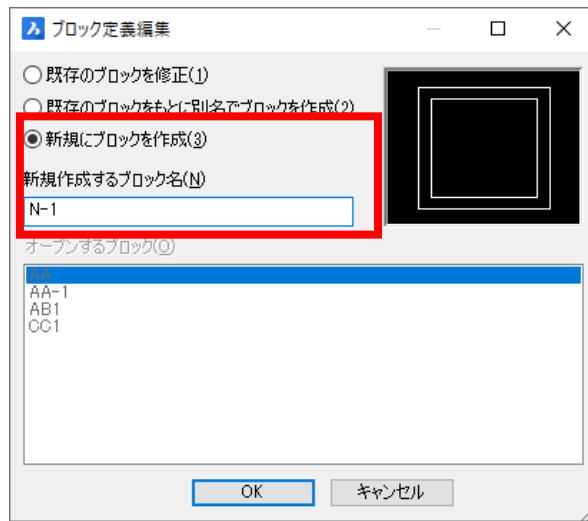 ブロック定義編集
既存のブロックを修正(1)
既存のブロックをもとに別名でブロックを作成(2)
新規にブロックを作成(3)
新規作成するブロック名(N)
N-1
オープンするブロック(O)
AA
AA-1
AB1
CC1
OK キャンセル